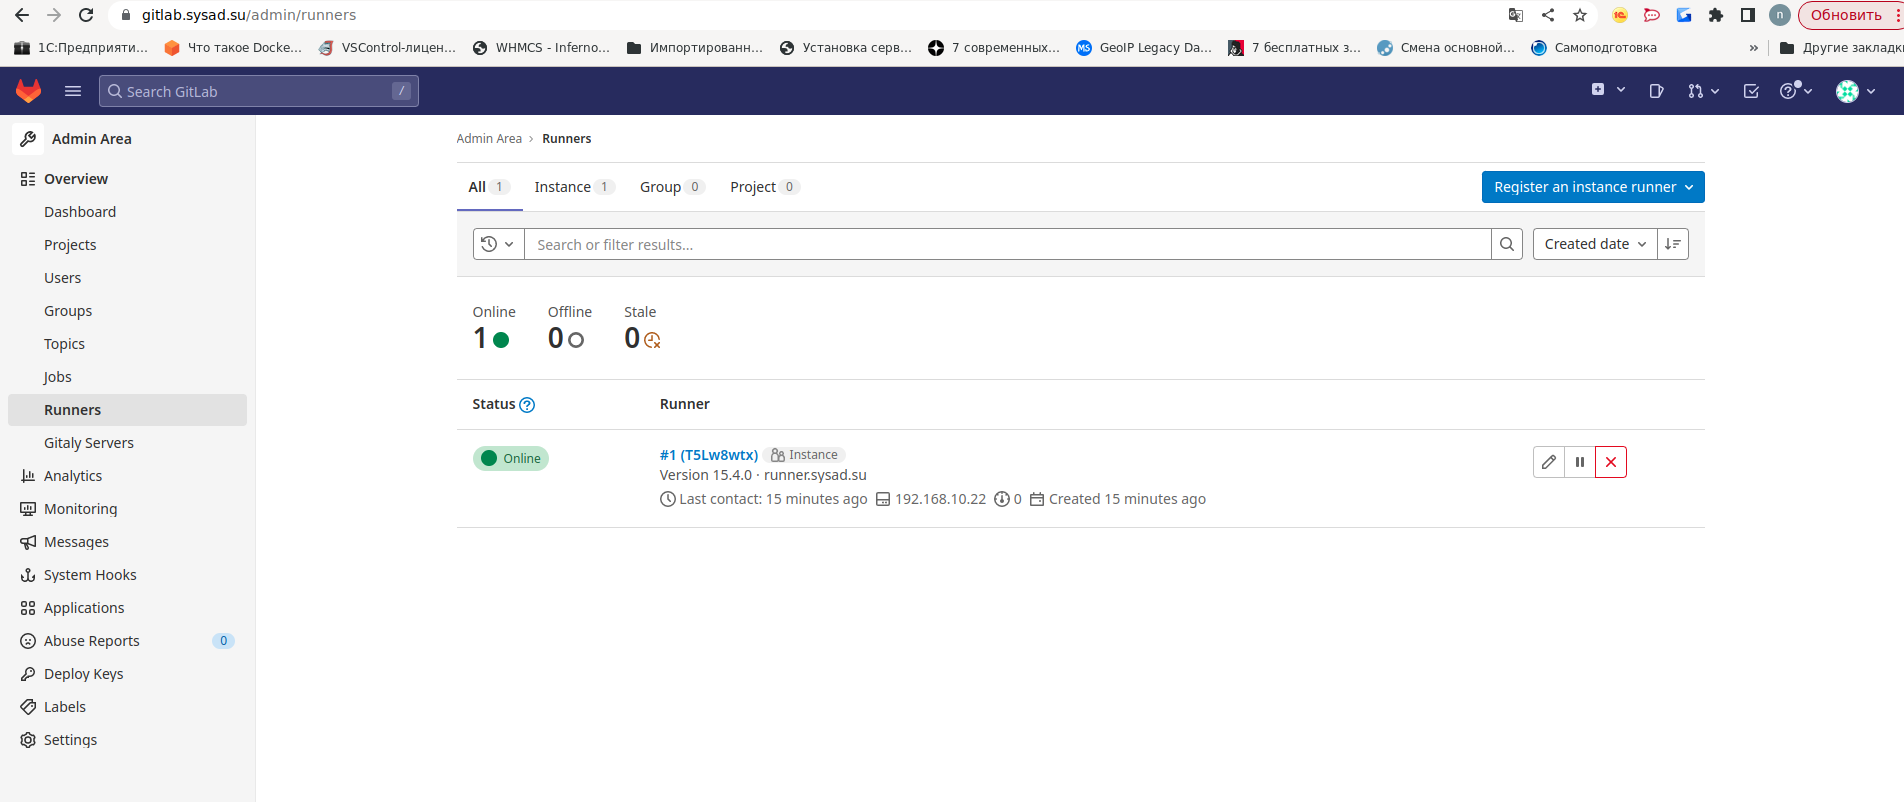 gitlab.sysad.su/admin/runners
Обновить
1С:Предприяти...
Что такое Docke...
VSControl-лицен...
WHMCS - Inferno...
Импортированн...
Установка серв...
7 современных...
MS
GeoIP Legacy Da...
7 бесплатных з...
Смена основной...
Самоподготовка
»
Другие закладк
n
Search GitLab
/
Admin Area
Overview
Dashboard
Projects
Users
Groups
Topics
Jobs
Runners
Gitaly Servers
Analytics
Monitoring
Messages
System Hooks
Applications
Abuse Reports 0
Deploy Keys
Labels
Settings
Admin Area › Runners
All 1
Instance 1
Group 0
Project 0
Register an instance runner
Search or filter results...
Created date
Online
1
Offline
0
Stale
0
Status
Runner
Online
#1 (T5Lw8wtx) Instance
Version 15.4.0 · runner.sysad.su
Last contact: 15 minutes ago 192.168.10.22 0 Created 15 minutes ago